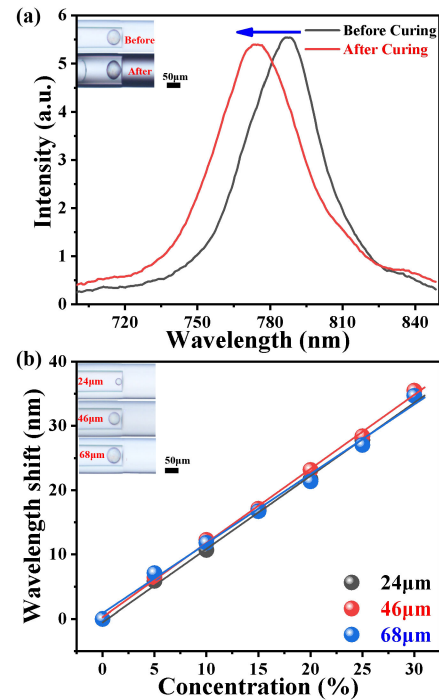 (a)
Before Curing
After Curing
Before
After
50μm
Intensity (a.u.)
6
5
4
3
2
1
0
720
750
780
810
840
Wavelength (nm)
(b)
24μm
46μm
68μm
50μm
Wavelength shift (nm)
40
30
20
10
0
0
5
10
15
20
25
30
24μm
46μm
68μm
Concentration (%)